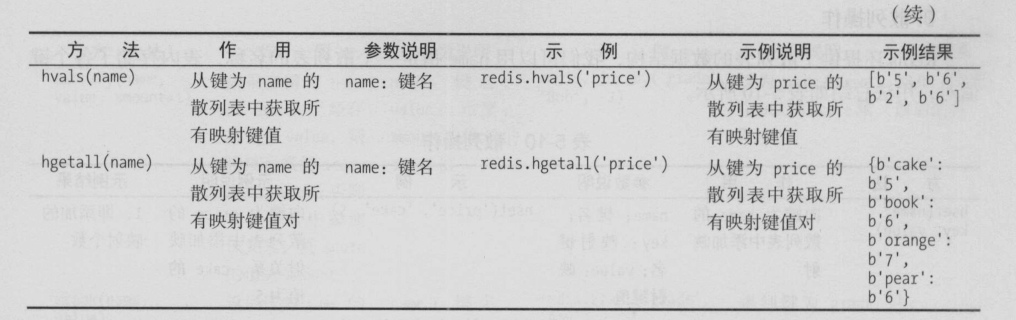 (续)
方 法 作 用 参数说明 示 例 示例说明 示例结果
hvals(name) 从键为 name 的 name: 键名 redis.hvals('price') 从键为 price 的 [b'5', b'6',
散列表中获取所 散列表中获取所 b'2', b'6']
有映射键值 有映射键值
hgetall(name) 从键为 name 的 name: 键名 redis.hgetall('price') 从键为 price 的 {b'cake':
散列表中获取所 散列表中获取所 b'5',
有映射键值对 有映射键值对 b'book':
b'6',
b'orange':
b'7',
b'pear':
b'6'}